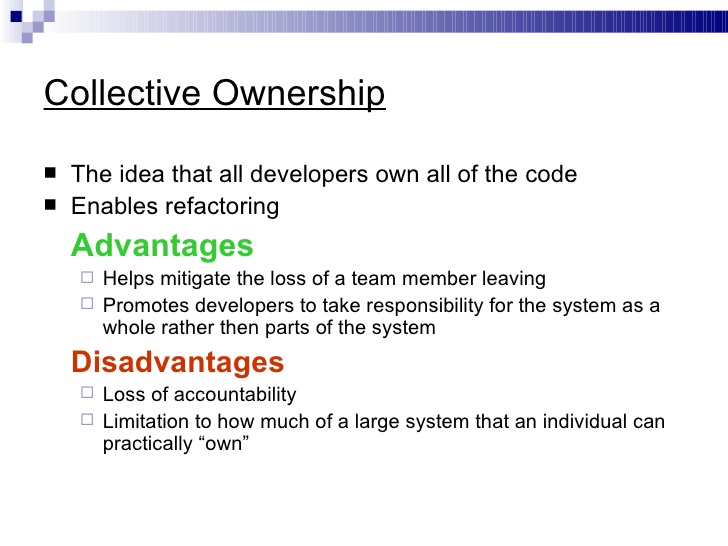 Collective Ownership
The idea that all developers own all of the code
Enables refactoring
Advantages
Helps mitigate the loss of a team member leaving
Promotes developers to take responsibility for the system as a
whole rather then parts of the system
Disadvantages
Loss of accountability
Limitation to how much of a large system that an individual can
practically “own”